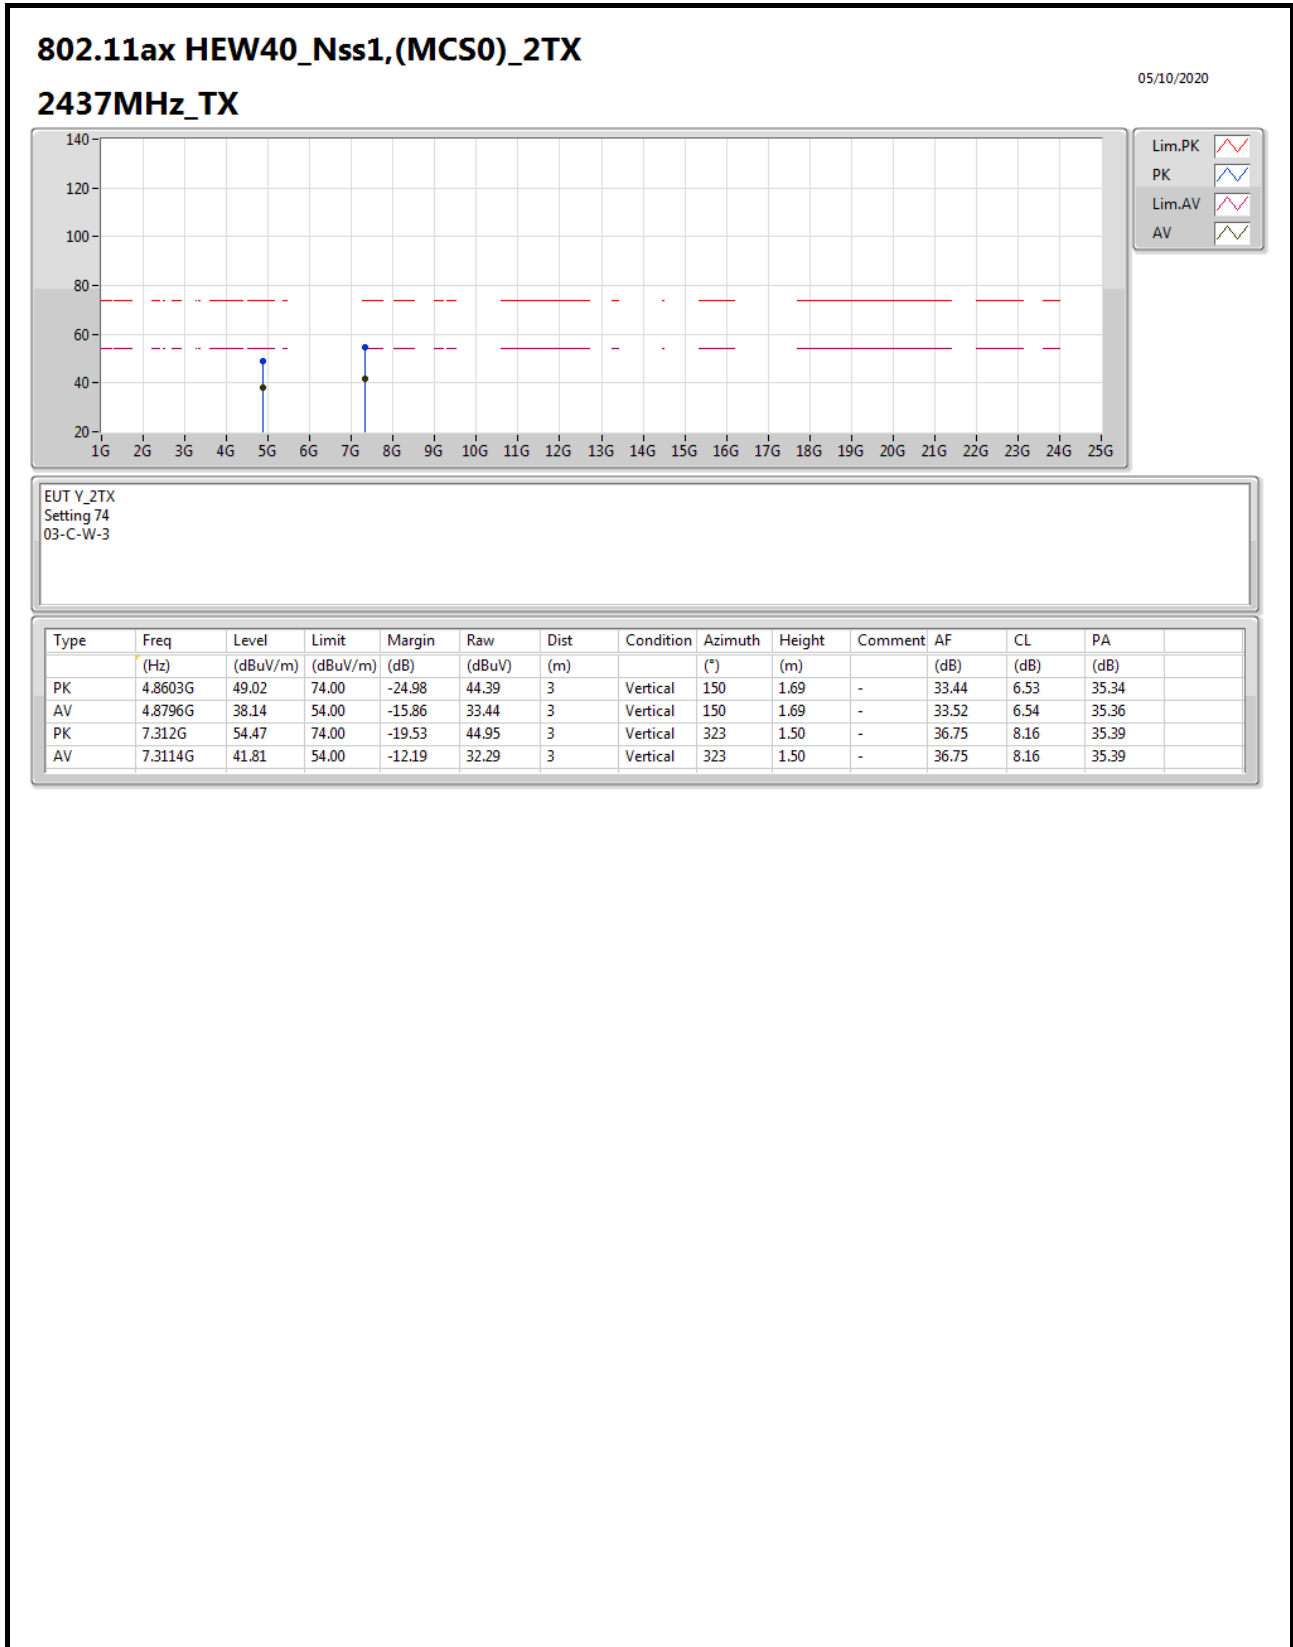 802.11ax HEW40_Nss1,(MCS0)_2TX
05/10/2020
2437MHz_TX
140
120
100
80
60
40
20
1G 2G 3G 4G 5G 6G 7G 8G 9G 10G 11G 12G 13G 14G 15G 16G 17G 18G 19G 20G 21G 22G 23G 24G 25G
Lim.PK
PK
Lim.AV
AV
EUT Y_2TX
Setting 74
03-C-W-3
Type Freq Level Limit Margin Raw Dist Condition Azimuth Height Comment AF CL PA
(Hz) (dBuV/m) (dBuV/m) (dB) (dBuV) (m) (°) (m) (dB) (dB) (dB)
PK 4.8603G 49.02 74.00 -24.98 44.39 3 Vertical 150 1.69 - 33.44 6.53 35.34
AV 4.8796G 38.14 54.00 -15.86 33.44 3 Vertical 150 1.69 - 33.52 6.54 35.36
PK 7.312G 54.47 74.00 -19.53 44.95 3 Vertical 323 1.50 - 36.75 8.16 35.39
AV 7.3114G 41.81 54.00 -12.19 32.29 3 Vertical 323 1.50 - 36.75 8.16 35.39